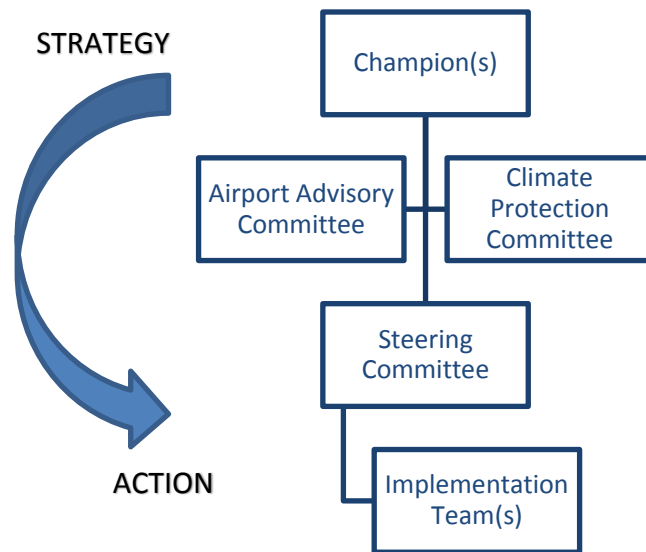 STRATEGY
Champion(s)
Airport Advisory
Committee
Climate
Protection
Committee
Steering
Committee
ACTION
Implementation
Team(s)